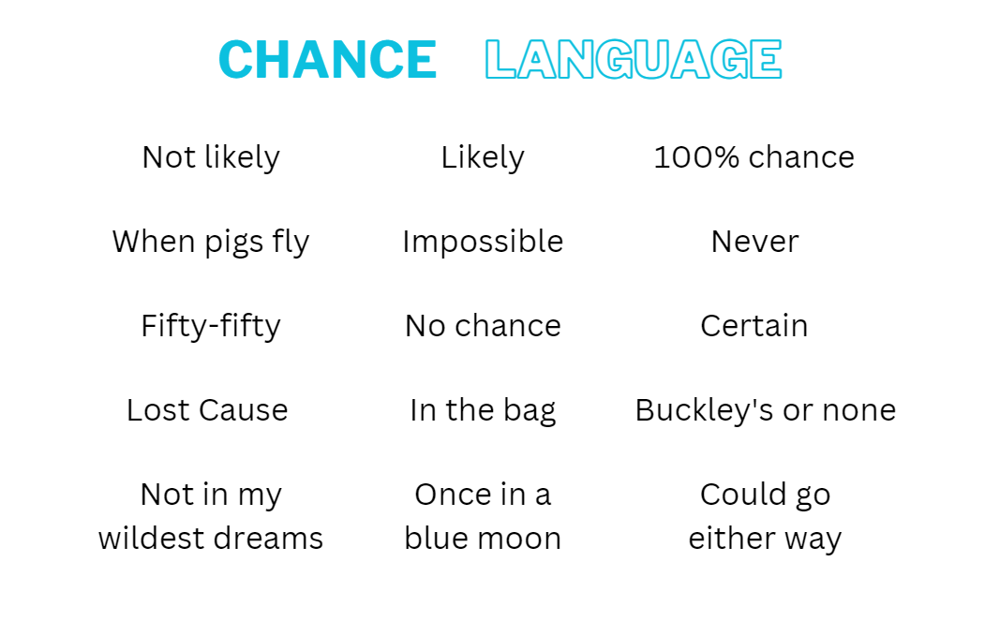 CHANCE LANGUAGE
Not likely Likely 100% chance
When pigs fly Impossible Never
Fifty-fifty No chance Certain
Lost Cause In the bag Buckley's or none
Not in my Once in a Could go
wildest dreams blue moon either way